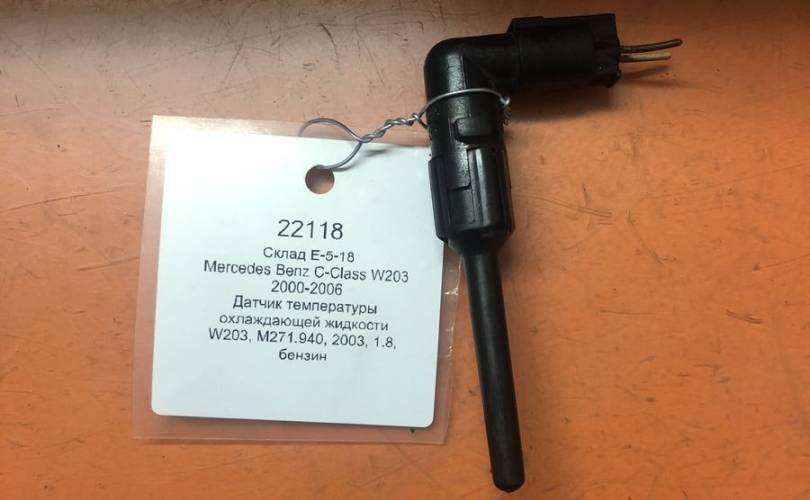 22118
Склад Е-5-18
Mercedes Benz C-Class W203
2000-2006
Датчик температуры
охлаждающей жидкости
W203, M271.940, 2003, 1.8,
бензин